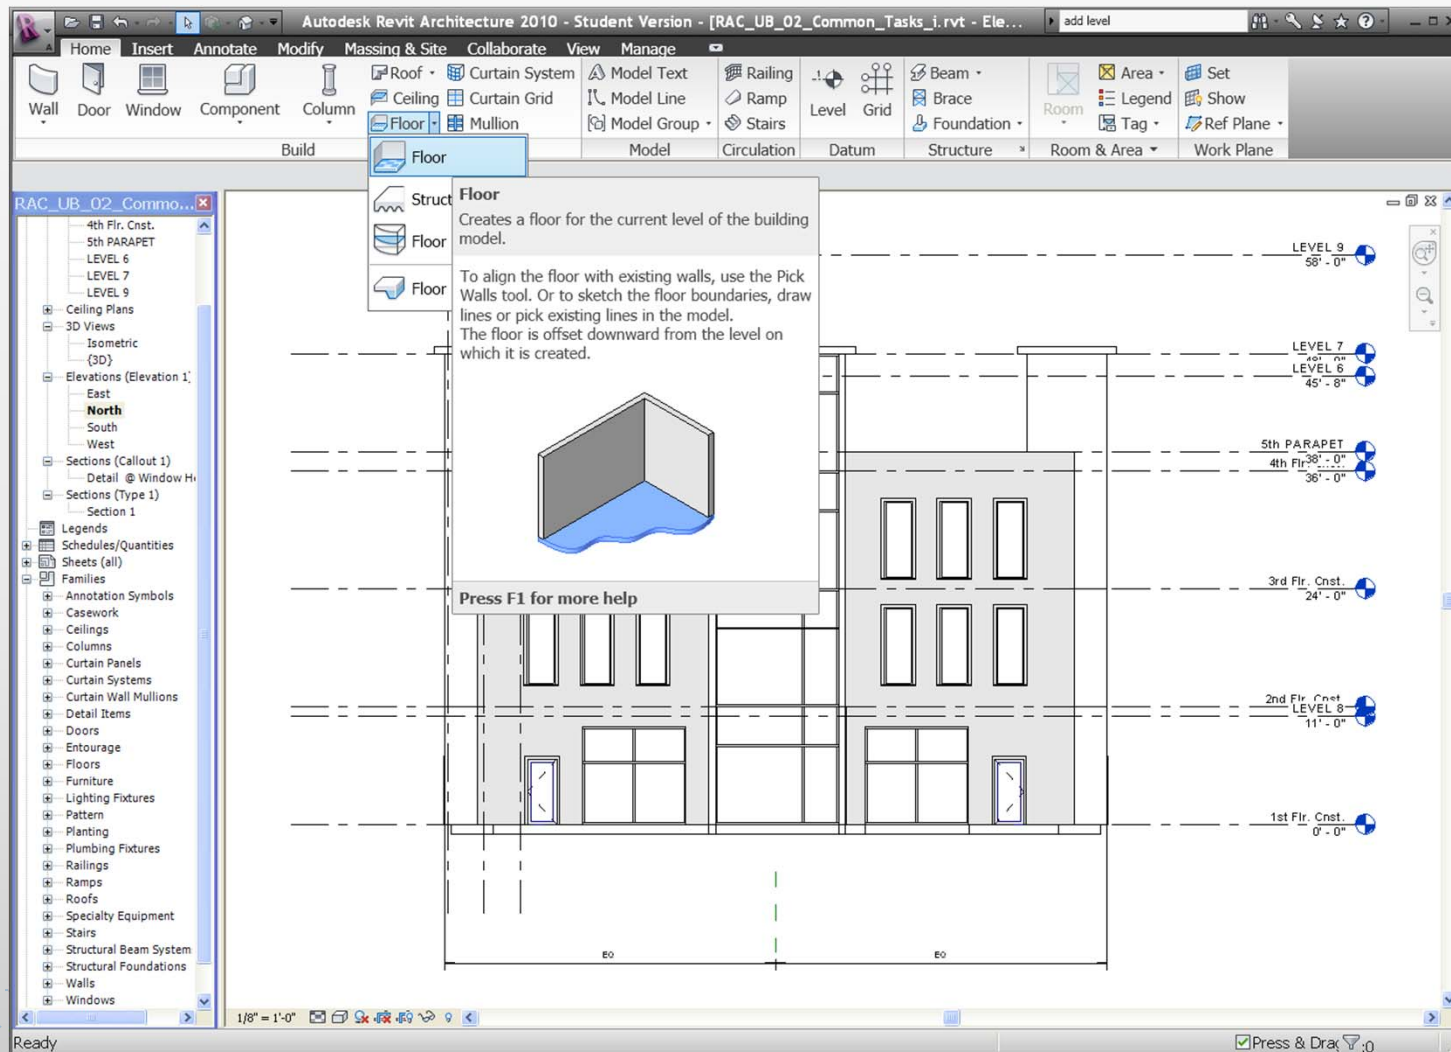 Autodesk Revit Architecture 2010 - Student Version - [RAC_UB_02_Common_Tasks_i.rvt - Ele...
add level
Home Insert Annotate Modify Massing & Site Collaborate View Manage
Wall Door Window Component Column
Roof Curtain System
Ceiling Curtain Grid
Floor Mullion
Model Text
Model Line
Model Group
Railing
Ramp
Stairs
Level Grid
Beam
Brace
Foundation
Room
Area
Legend
Tag
Set
Show
Ref Plane
Build Model Circulation Datum Structure Room & Area Work Plane
Floor
Struct
Floor
Floor
Floor
Creates a floor for the current level of the building
model.
To align the floor with existing walls, use the Pick
Walls tool. Or to sketch the floor boundaries, draw
lines or pick existing lines in the model.
The floor is offset downward from the level on
which it is created.
Press F1 for more help
RAC_UB_02_Commo...
4th Flr. Cnst.
5th PARAPET
LEVEL 6
LEVEL 7
LEVEL 9
Ceiling Plans
3D Views
Isometric
{3D}
Elevations (Elevation 1)
East
North
South
West
Sections (Callout 1)
Detail @ Window H
Sections (Type 1)
Section 1
Legends
Schedules/Quantities
Sheets (all)
Families
Annotation Symbols
Casework
Ceilings
Columns
Curtain Panels
Curtain Systems
Curtain Wall Mullions
Detail Items
Doors
Entourage
Floors
Furniture
Lighting Fixtures
Pattern
Planting
Plumbing Fixtures
Railings
Ramps
Roofs
Specialty Equipment
Stairs
Structural Beam System
Structural Foundations
Walls
Windows
LEVEL 9
58' - 0"
LEVEL 7
LEVEL 6
45' - 8"
5th PARAPET
38' - 0"
4th Flr.
36' - 0"
3rd Flr. Cnst.
24' - 0"
2nd Flr. Cnst.
LEVEL 8
11' - 0"
1st Flr. Cnst.
0' - 0"
EQ EQ
1/8" = 1'-0"
Ready
Press & Drag
:0